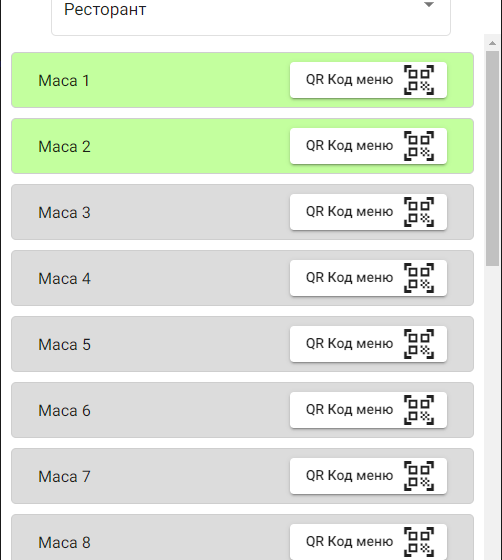 Ресторант
Маса 1
QR Код меню
Маса 2
QR Код меню
Маса 3
QR Код меню
Маса 4
QR Код меню
Маса 5
QR Код меню
Маса 6
QR Код меню
Маса 7
QR Код меню
Маса 8
QR Код меню